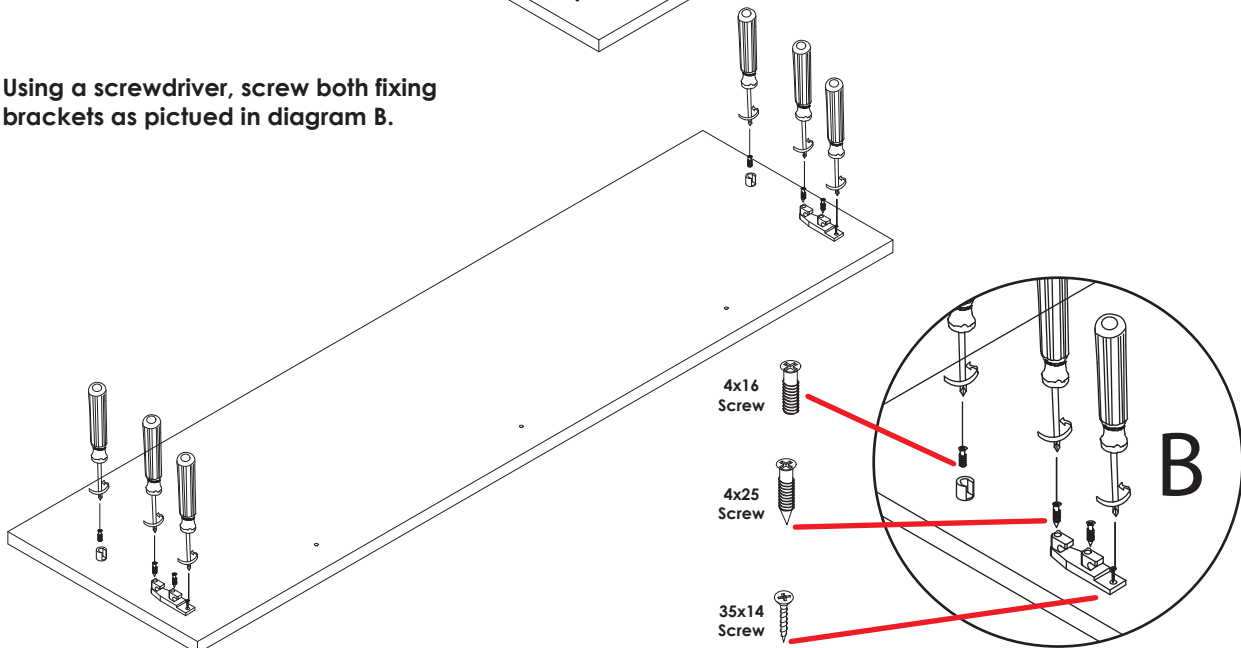 Using a screwdriver, screw both fixing
brackets as pictued in diagram B.
4x16
Screw
4x25
Screw
35x14
Screw
B